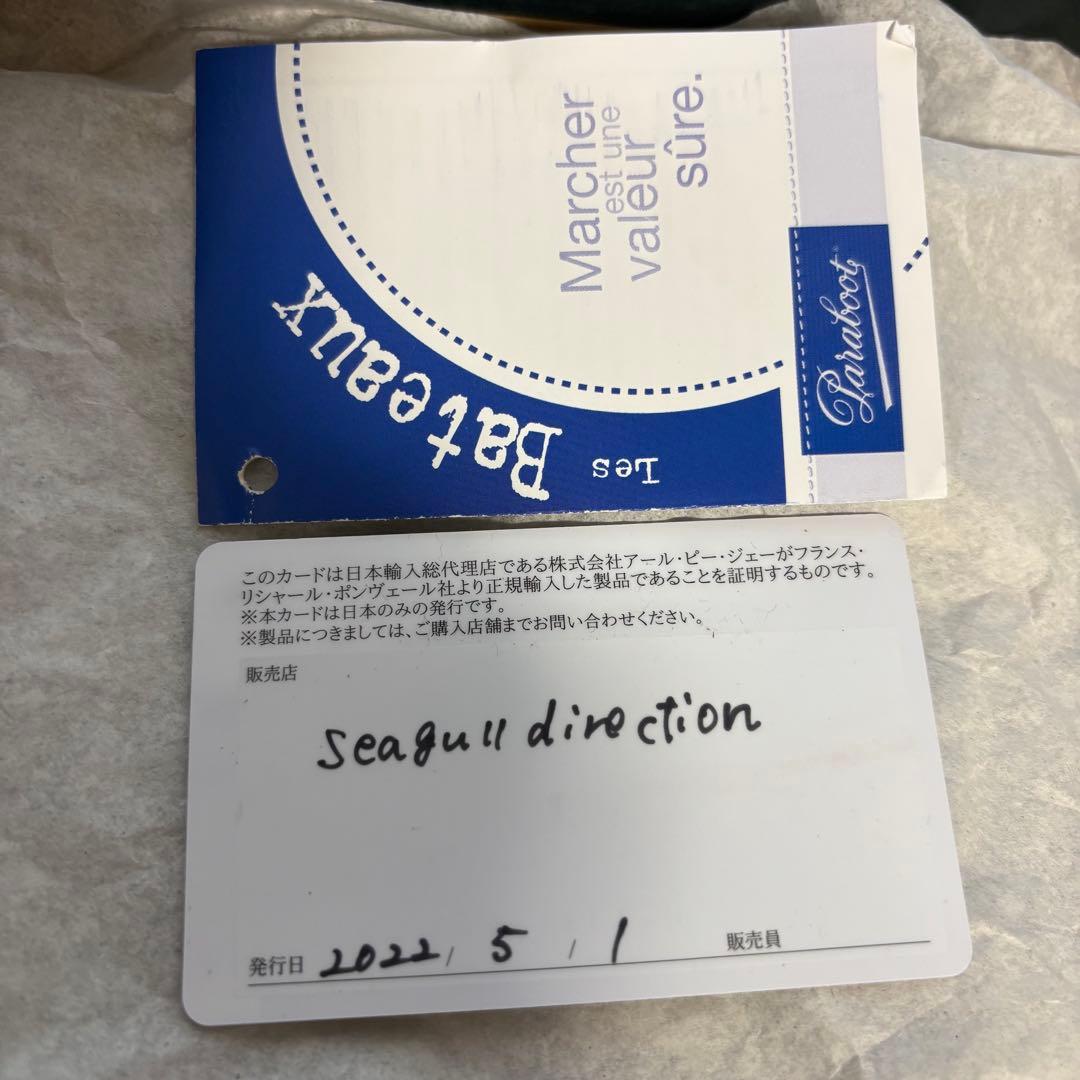 Marcher
est une
valeur
sûre.
Paraboot
Les Bateaux
このカードは日本輸入総代理店である株式会社アール・ピー・ジェーがフランス・
リシャール・ポンヴェール社より正規輸入した製品であることを証明するものです。
※本カードは日本のみの発行です。
※製品につきましては、ご購入店舗までお問い合わせください。
販売店
seagull direction
発行日 2022 / 5 / 1 販売員